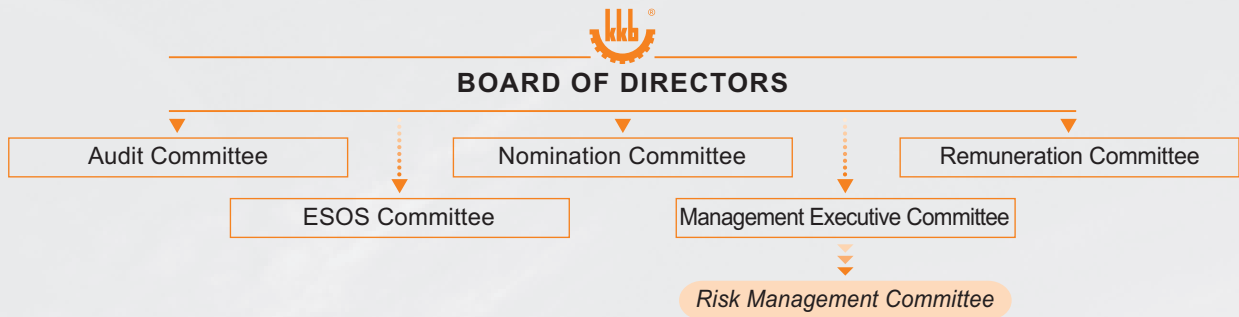 kkb ®
BOARD OF DIRECTORS
Audit Committee
Nomination Committee
Remuneration Committee
ESOS Committee
Management Executive Committee
Risk Management Committee